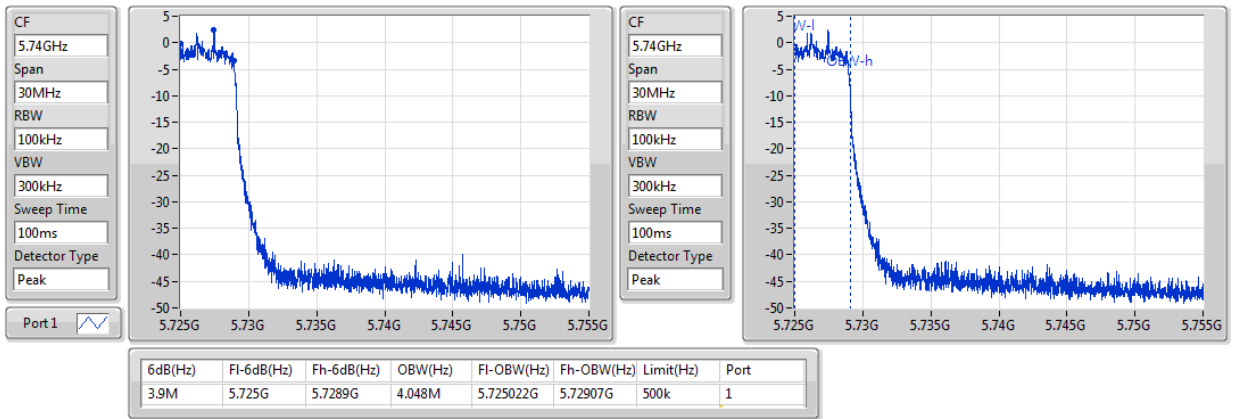 CF
5.74GHz
Span
30MHz
RBW
100kHz
VBW
300kHz
Sweep Time
100ms
Detector Type
Peak
Port 1
5
0
-5
-10
-15
-20
-25
-30
-35
-40
-45
-50
5.725G 5.73G 5.735G 5.74G 5.745G 5.75G 5.755G
CF
5.74GHz
Span
30MHz
RBW
100kHz
VBW
300kHz
Sweep Time
100ms
Detector Type
Peak
5
0
-5
-10
-15
-20
-25
-30
-35
-40
-45
-50
W-l
OBW-h
5.725G 5.73G 5.735G 5.74G 5.745G 5.75G 5.755G
6dB(Hz) Fl-6dB(Hz) Fh-6dB(Hz) OBW(Hz) Fl-OBW(Hz) Fh-OBW(Hz) Limit(Hz) Port
3.9M 5.725G 5.7289G 4.048M 5.725022G 5.72907G 500k 1